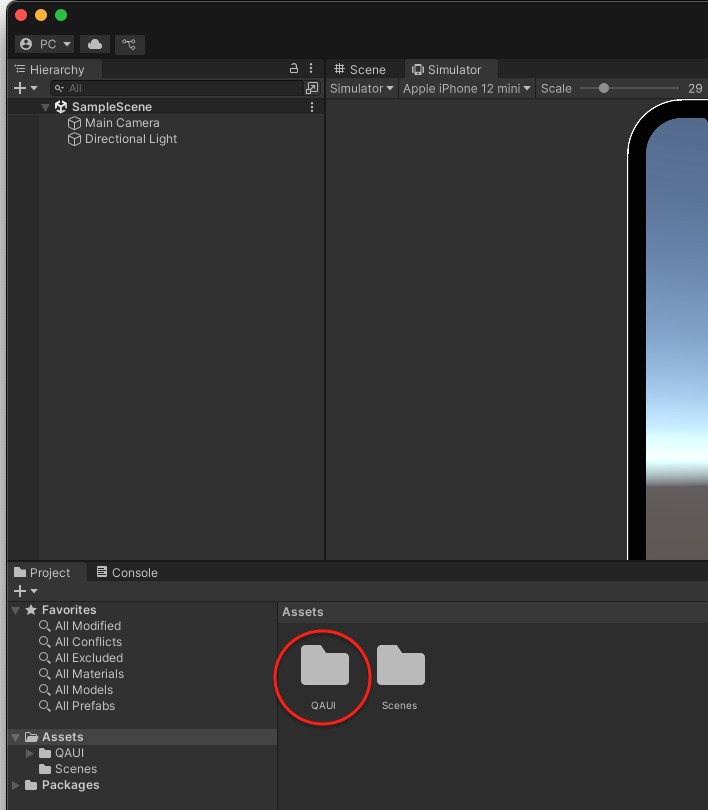 PC
Hierarchy
All
SampleScene
Main Camera
Directional Light
Scene
Simulator
Simulator
Apple iPhone 12 mini
Scale
29
Project
Console
Favorites
All Modified
All Conflicts
All Excluded
All Materials
All Models
All Prefabs
Assets
QAUI
Scenes
Packages
Assets
QAUI
Scenes